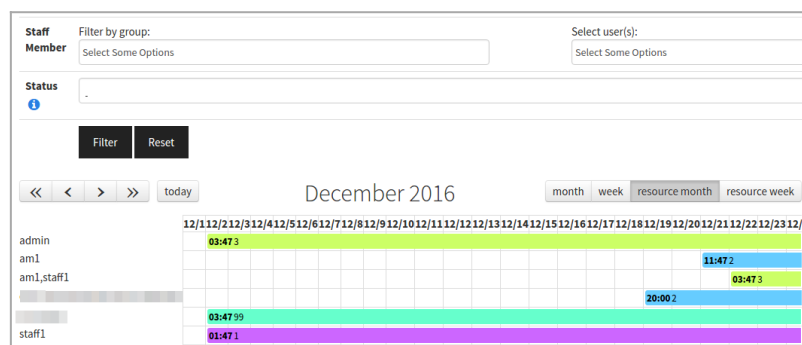 Staff Member
Filter by group:
Select user(s):
Select Some Options
Select Some Options
Status
-
Filter
Reset
today
December 2016
month
week
resource month
resource week
12/1 12/2 12/3 12/4 12/5 12/6 12/7 12/8 12/9 12/10 12/11 12/12 12/13 12/14 12/15 12/16 12/17 12/18 12/19 12/20 12/21 12/22 12/23 12/
admin
03:47 3
am1
11:47 2
am1,staff1
03:47 3
20:00 2
03:47 99
staff1
01:47 1